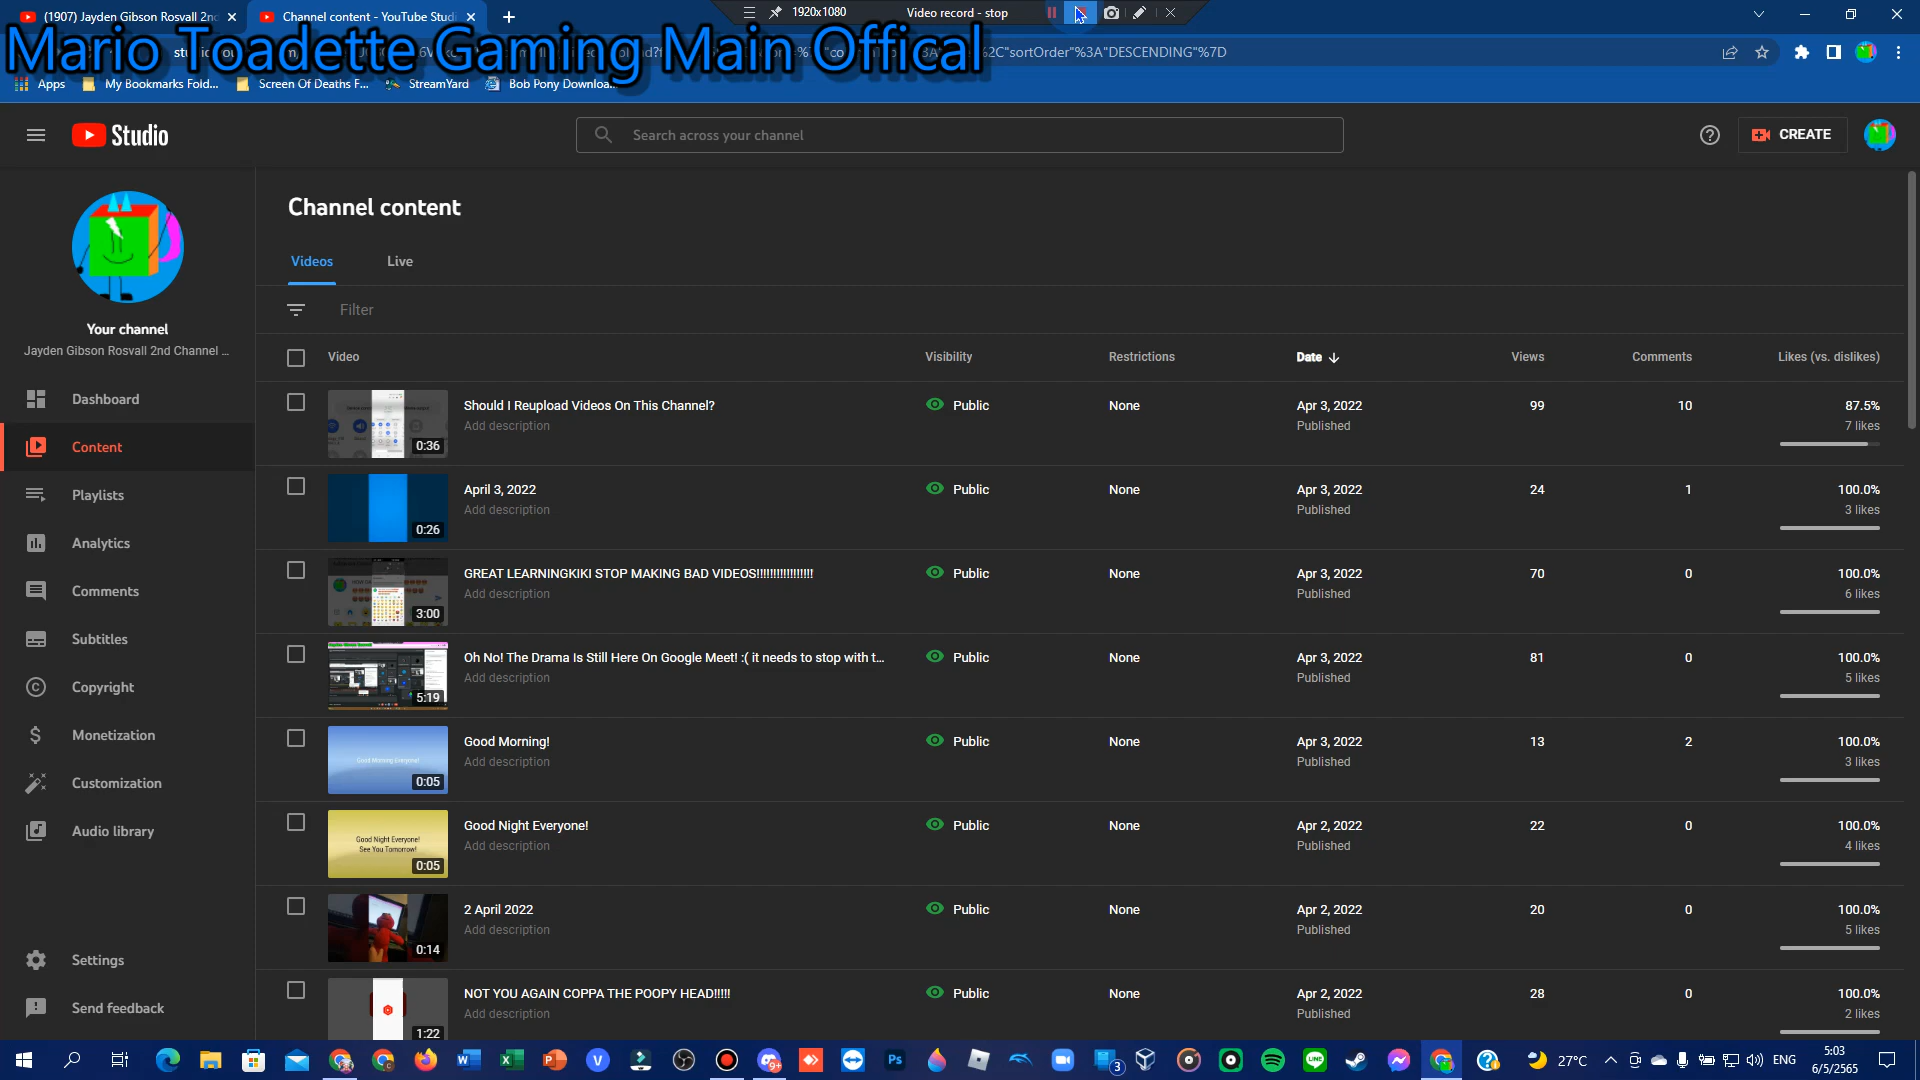 (1907) Jayden Gibson Rosvall 2nd
Channel content - YouTube Studi
1920x1080
Video record - stop
Mario Toadette Gaming Main Offical
"sortOrder"%3A"DESCENDING"%7D
Apps
My Bookmarks Fold...
Screen Of Deaths F...
StreamYard
Bob Pony Downloa...
Studio
Search across your channel
CREATE
Your channel
Jayden Gibson Rosvall 2nd Channel ...
Dashboard
Content
Playlists
Analytics
Comments
Subtitles
Copyright
Monetization
Customization
Audio library
Settings
Send feedback
Channel content
Videos
Live
Filter
Video
Visibility
Restrictions
Date
Views
Comments
Likes (vs. dislikes)
0:36
Should I Reupload Videos On This Channel?
Add description
Public
None
Apr 3, 2022
Published
99
10
87.5%
7 likes
0:26
April 3, 2022
Add description
Public
None
Apr 3, 2022
Published
24
1
100.0%
3 likes
3:00
GREAT LEARNINGKIKI STOP MAKING BAD VIDEOS!!!!!!!!!!!!!!!!!
Add description
Public
None
Apr 3, 2022
Published
70
0
100.0%
6 likes
5:19
Oh No! The Drama Is Still Here On Google Meet! :( it needs to stop with t...
Add description
Public
None
Apr 3, 2022
Published
81
0
100.0%
5 likes
Good Morning Everyone!
0:05
Good Morning!
Add description
Public
None
Apr 3, 2022
Published
13
2
100.0%
3 likes
Good Night Everyone!
See You Tomorrow!
0:05
Good Night Everyone!
Add description
Public
None
Apr 2, 2022
Published
22
0
100.0%
4 likes
0:14
2 April 2022
Add description
Public
None
Apr 2, 2022
Published
20
0
100.0%
5 likes
1:22
NOT YOU AGAIN COPPA THE POOPY HEAD!!!!!
Add description
Public
None
Apr 2, 2022
Published
28
0
100.0%
2 likes
9+
3
27°C
ENG
5:03
6/5/2565